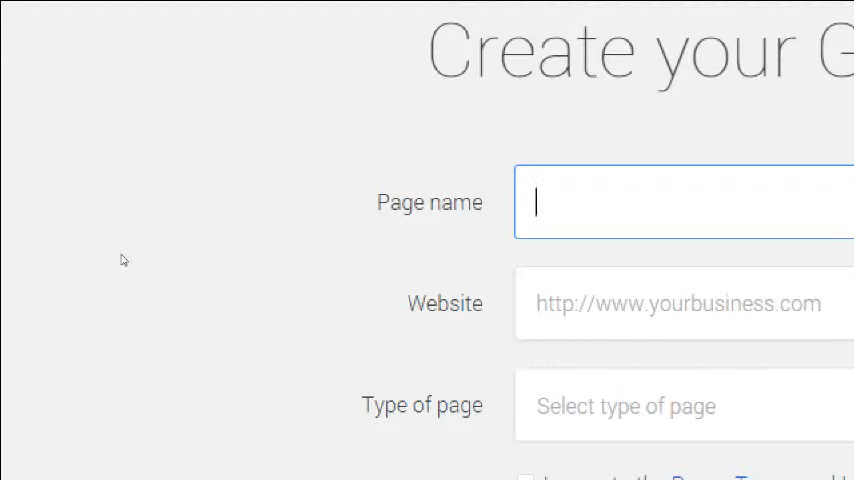 Create your G
Page name
Website
http://www.yourbusiness.com
Type of page
Select type of page